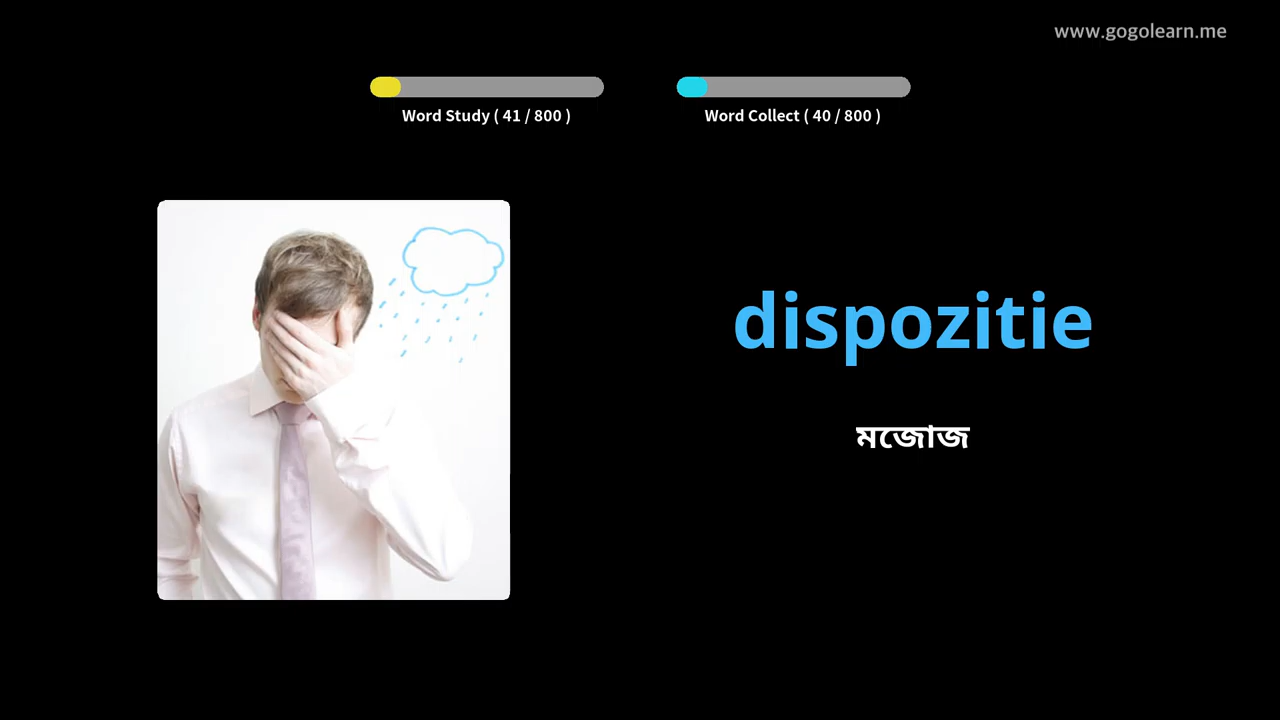 www.gogolearn.me
Word Study ( 41 / 800 )
Word Collect ( 40 / 800 )
dispozitie
মেজাজ